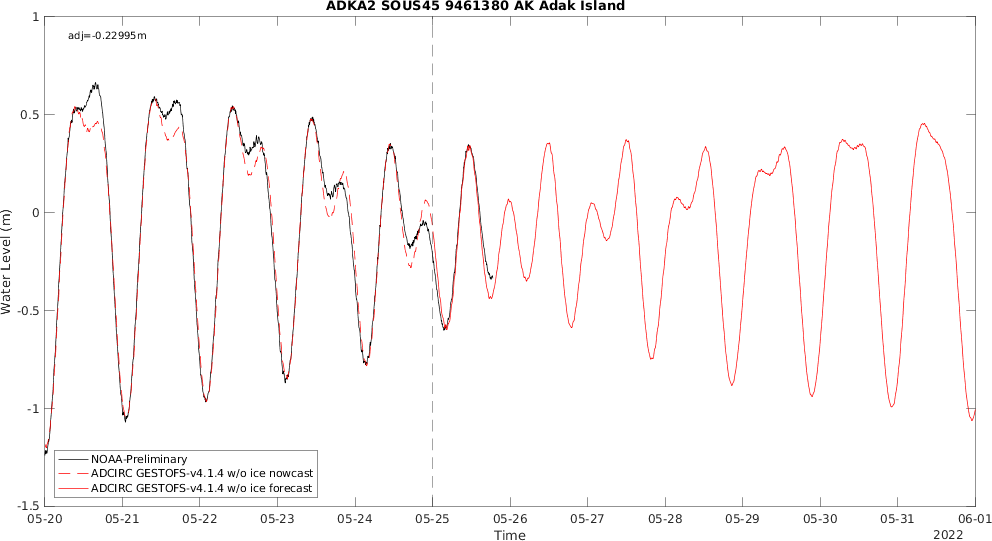 ADKA2 SOUS45 9461380 AK Adak Island
adj=-0.22995m
1
0.5
0
-0.5
-1
-1.5
Water Level (m)
NOAA-Preliminary
ADCIRC GESTOFS-v4.1.4 w/o ice nowcast
ADCIRC GESTOFS-v4.1.4 w/o ice forecast
05-20 05-21 05-22 05-23 05-24 05-25 05-26 05-27 05-28 05-29 05-30 05-31 06-01
Time
2022